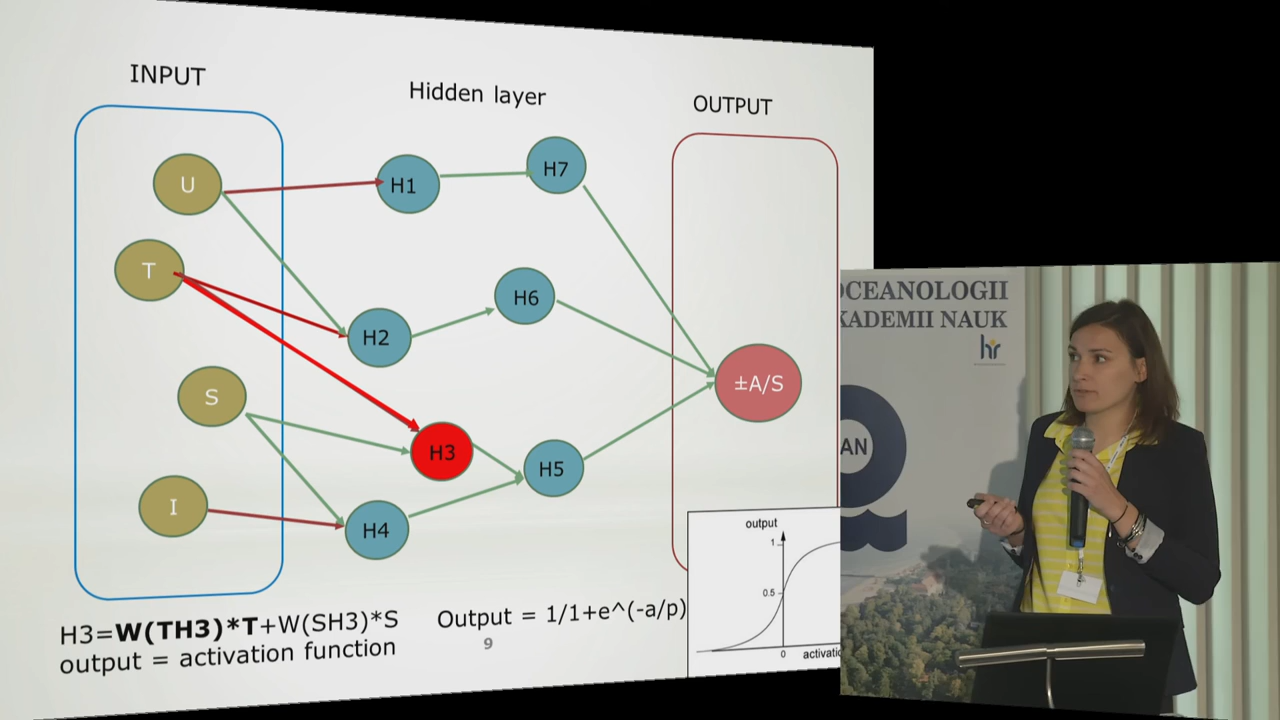 INPUT
Hidden layer
OUTPUT
U
H1
H7
T
H2
H6
±A/S
S
H3
H5
I
H4
H3=W(TH3)*T+W(SH3)*S
output = activation function
Output = 1/1+e^(-a/p)
9
output
1
0.5
0
activatio
OCEANOLOGII
KADEMII NAUK
hr
AN